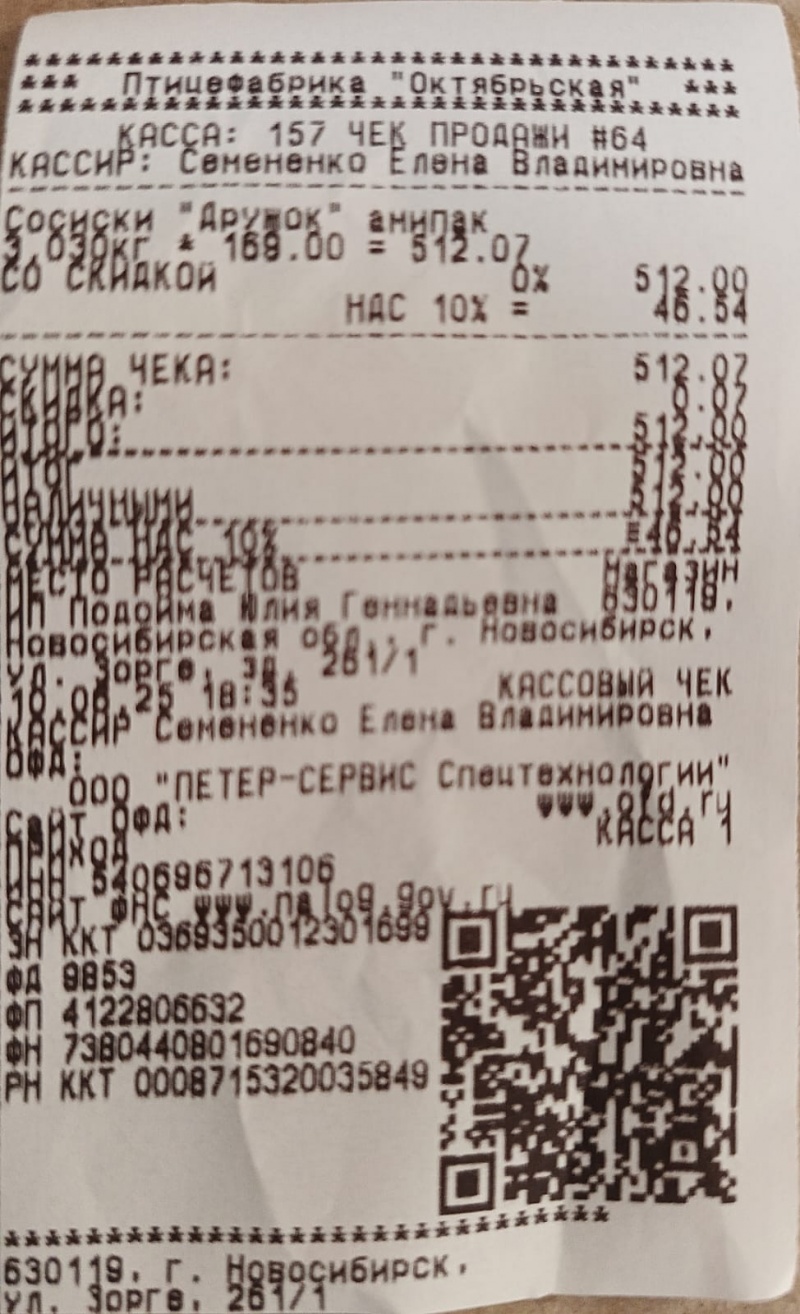 ************************************
*** Птицефабрика "Октябрьская" ***
************************************
КАССА: 157 ЧЕК ПРОДАЖИ #64
КАССИР: Семененко Елена Владимировна
Сосиски "Дружок" амипак
3,030кг * 169.00 = 512.07
СО СКИДКОЙ 0% 512.00
НДС 10% = 46.54
СУММА ЧЕКА: 512.07
СКИДКА: 0.07
ИТОГО: 512,00
ИТОГ 512.00
НАЛИЧНЫМИ 512,00
СУММА НДС 10% =46.54
МЕСТО РАСЧЕТОВ Магазин
ИП Подойма Юлия Геннадьевна 630119,
Новосибирская обл., г. Новосибирск,
ул. Зорге, зд. 261/1
25 18:35 КАССОВЫЙ ЧЕК
КАССИР Семененко Елена Владимировна
ОФД:
ООО "ПЕТЕР-СЕРВИС Спецтехнологии"
Сайт ОФД: www.ofd.ru
ПРИХОД КАССА 1
ИНН 540696713106
САЙТ ФНС www.nalog.gov.ru
ЗН ККТ 0369350012301699
ФД 9853
ФП 4122806632
ФН 7380440801690840
РН ККТ 0008715320035849
************************************
630119, г. Новосибирск,
ул. Зорге, 261/1